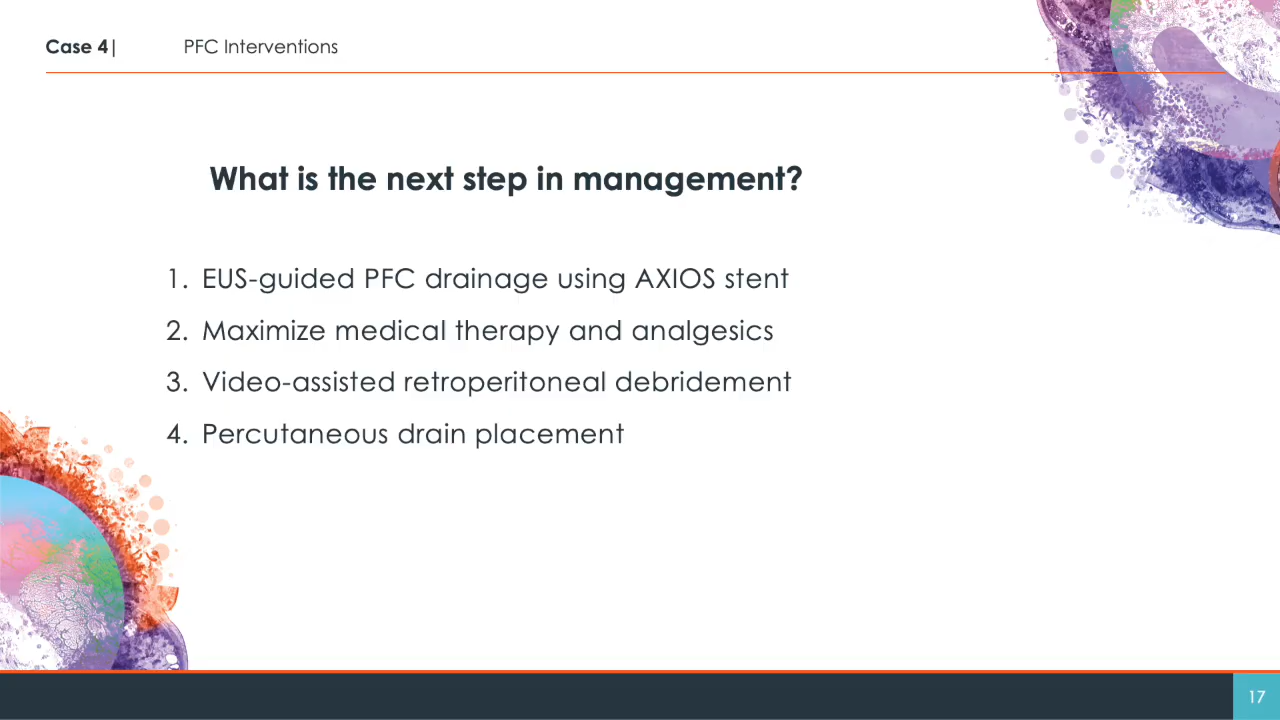 Case 4| PFC Interventions
What is the next step in management?
1. EUS-guided PFC drainage using AXIOS stent
2. Maximize medical therapy and analgesics
3. Video-assisted retroperitoneal debridement
4. Percutaneous drain placement
17